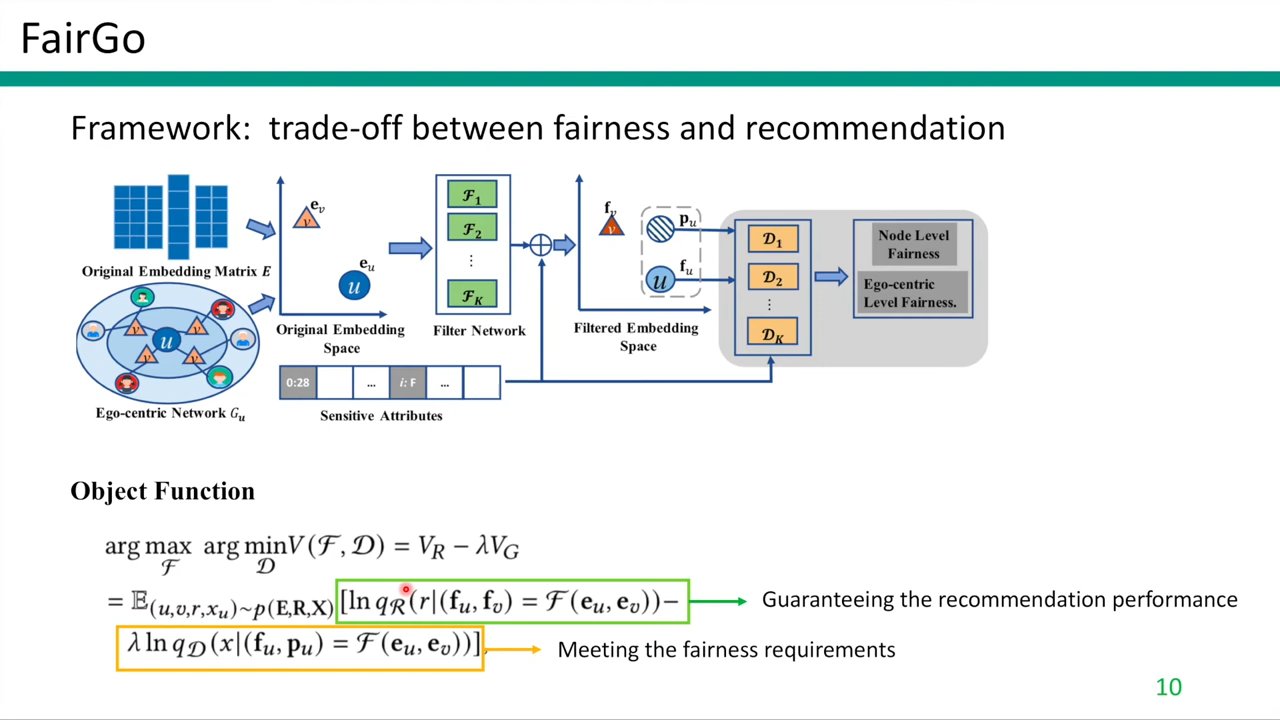 FairGo
Framework: trade-off between fairness and recommendation
Original Embedding Matrix E
Ego-centric Network G_u
v
v
u
v
v
e_v
v
e_u
u
Original Embedding
Space
F_1
F_2
⋮
F_K
Filter Network
0:28 ... i: F ...
Sensitive Attributes
f_v
v
p_u
f_u
u
Filtered Embedding
Space
D_1
D_2
⋮
D_K
Node Level
Fairness
Ego-centric
Level Fairness.
Object Function
arg max_F arg min_D V(F, D) = V_R − λV_G
= 𝔼_(u,v,r,x_u)~p(E,R,X) [ln q_R(r|(f_u, f_v) = F(e_u, e_v))−
Guaranteeing the recommendation performance
λ ln q_D(x|(f_u, p_u) = F(e_u, e_v))],
Meeting the fairness requirements
10